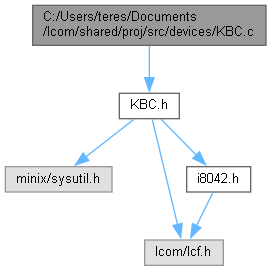 C:/Users/teres/Documents
/lcom/shared/proj/src/devices/KBC.c
KBC.h
minix/sysutil.h
i8042.h
lcom/lcf.h